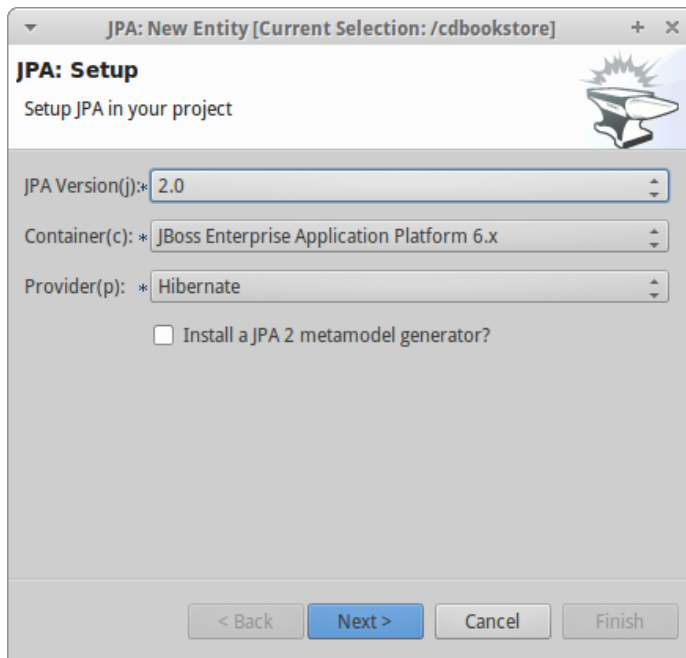 JPA: New Entity [Current Selection: /cdbookstore]
JPA: Setup
Setup JPA in your project
JPA Version(j):* 2.0
Container(c): * JBoss Enterprise Application Platform 6.x
Provider(p): * Hibernate
Install a JPA 2 metamodel generator?
< Back Next > Cancel Finish